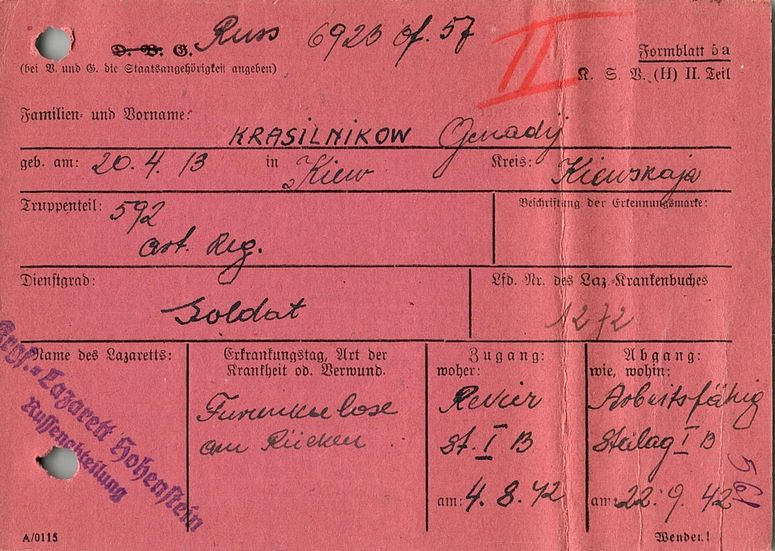 D. B. G. Russ 6923 Of. 57
II
Formblatt 5a
(bei B. und G. die Staatsangehörigkeit angeben)
K. S. V. (H) II. Teil
Familien- und Vorname:
KRASILNIKOW Genadij
geb. am: 20. 4. 13 in Kiew Kreis: Kiewskaja
Truppenteil: 592
Art. Reg.
Beschriftung der Erkennungsmarke:
Dienstgrad:
Soldat
Lfd. Nr. des Laz.-Krankenbuches
1272
Name des Lazaretts:
Krgf.-Lazarett Hohenstein
Russenabteilung
Erkrankungstag, Art der
Krankheit od. Verwund.
Furunkulose
am Rücken
Zugang:
woher:
Revier
St. I B
am: 4. 8. 42
Abgang:
wie, wohin:
Arbeitsfähig
Stalag I B
am: 22. 9. 42
561
A/0115
Wenden!